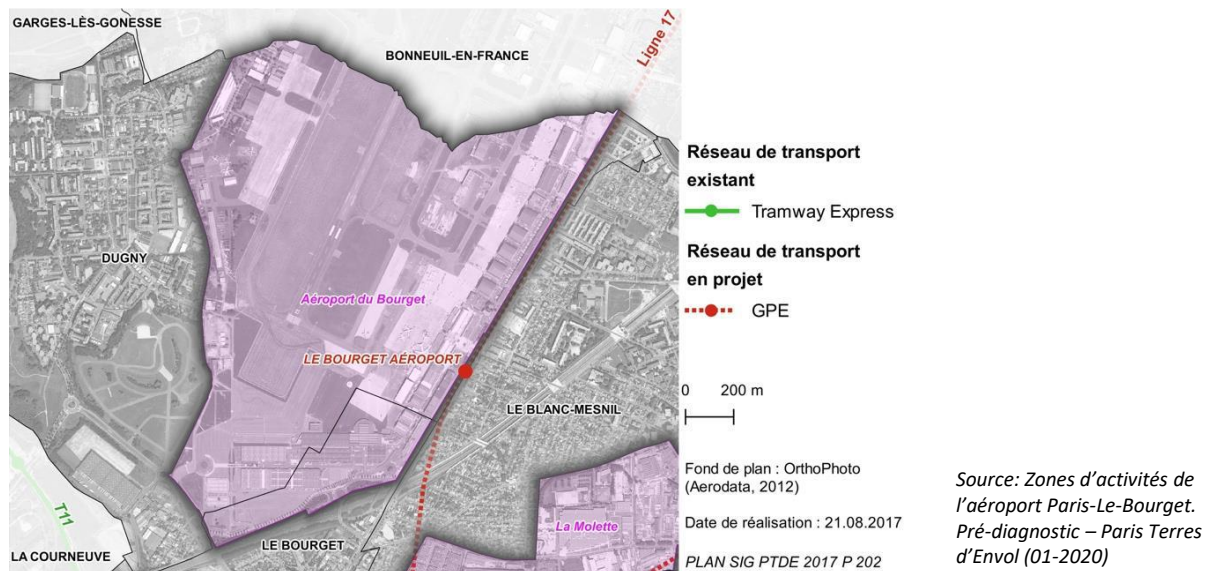 GARGES-LÈS-GONESSE
BONNEUIL-EN-FRANCE
Ligne 17
DUGNY
Aéroport du Bourget
LE BOURGET AÉROPORT
LE BLANC-MESNIL
La Molette
T11
LE BOURGET
LA COURNEUVE
Réseau de transport
existant
Tramway Express
Réseau de transport
en projet
GPE
0 200 m
Fond de plan : OrthoPhoto
(Aerodata, 2012)
Date de réalisation : 21.08.2017
PLAN SIG PTDE 2017 P 202
Source: Zones d’activités de
l’aéroport Paris-Le-Bourget.
Pré-diagnostic – Paris Terres
d’Envol (01-2020)